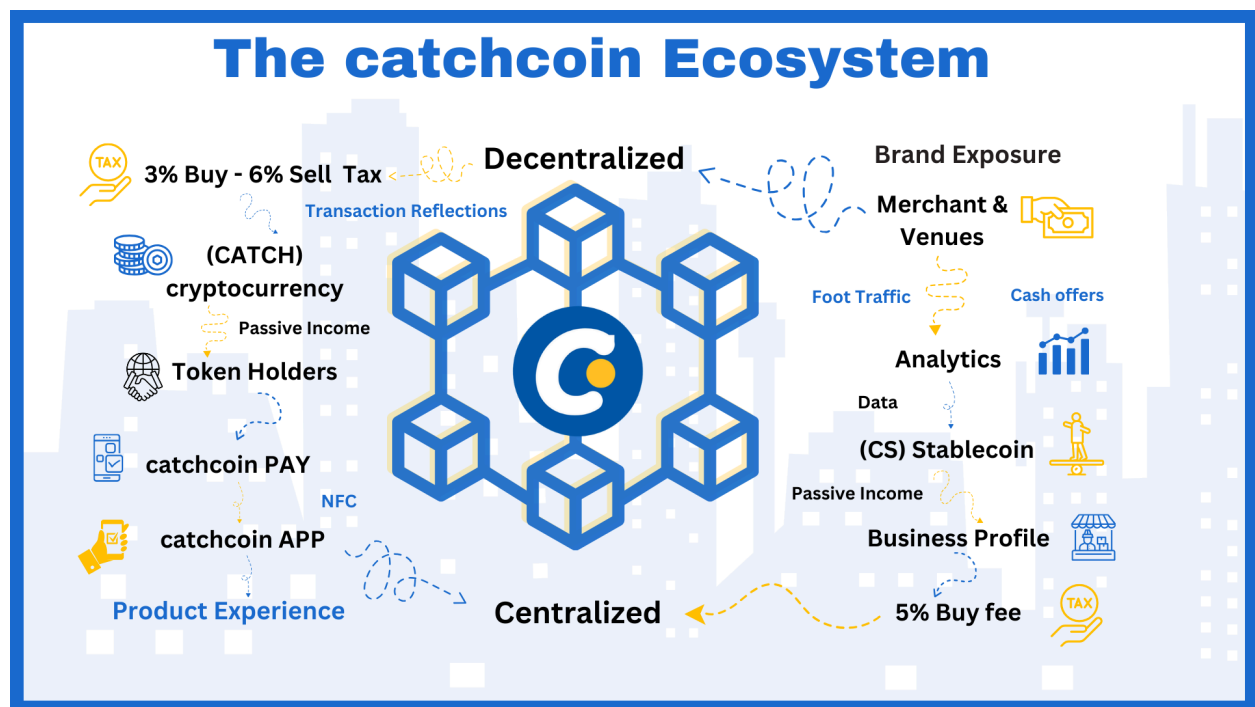 The catchcoin Ecosystem
TAX
3% Buy - 6% Sell Tax
Transaction Reflections
(CATCH)
cryptocurrency
Passive Income
Token Holders
catchcoin PAY
NFC
catchcoin APP
Product Experience
Decentralized
Centralized
Brand Exposure
Merchant &
Venues
Foot Traffic
Cash offers
Analytics
Data
(CS) Stablecoin
Passive Income
Business Profile
5% Buy fee
TAX